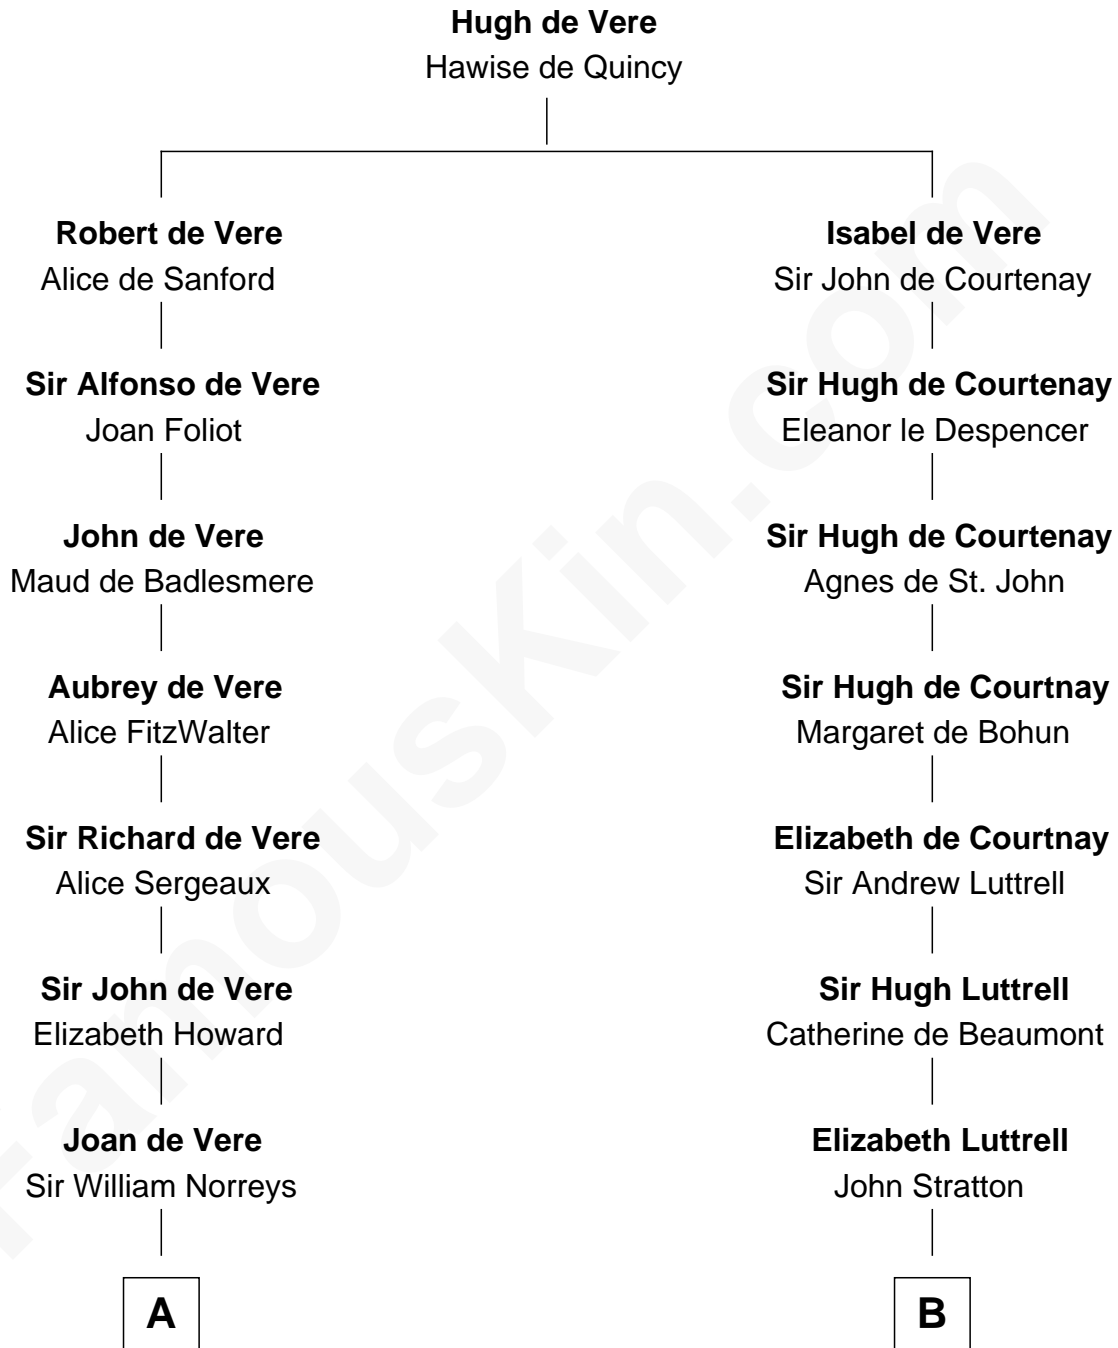 Hugh de Vere
Hawise de Quincy
Robert de Vere
Alice de Sanford
Isabel de Vere
Sir John de Courtenay
Sir Alfonso de Vere
Joan Foliot
Sir Hugh de Courtenay
Eleanor le Despencer
John de Vere
Maud de Badlesmere
Sir Hugh de Courtenay
Agnes de St. John
Aubrey de Vere
Alice FitzWalter
Sir Hugh de Courtnay
Margaret de Bohun
Sir Richard de Vere
Alice Sergeaux
Elizabeth de Courtnay
Sir Andrew Luttrell
Sir John de Vere
Elizabeth Howard
Sir Hugh Luttrell
Catherine de Beaumont
Joan de Vere
Sir William Norreys
Elizabeth Luttrell
John Stratton
A
B
FamousKin.com